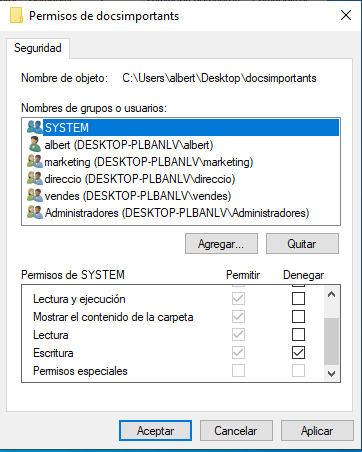 Permisos de docsimportants
Seguridad
Nombre de objeto: C:\Users\albert\Desktop\docsimportants
Nombres de grupos o usuarios:
SYSTEM
albert (DESKTOP-PLBANLV\albert)
marketing (DESKTOP-PLBANLV\marketing)
direccio (DESKTOP-PLBANLV\direccio)
vendes (DESKTOP-PLBANLV\vendes)
Administradores (DESKTOP-PLBANLV\Administradores)
Agregar... Quitar
Permisos de SYSTEM Permitir Denegar
Lectura y ejecución
Mostrar el contenido de la carpeta
Lectura
Escritura
Permisos especiales
Aceptar Cancelar Aplicar